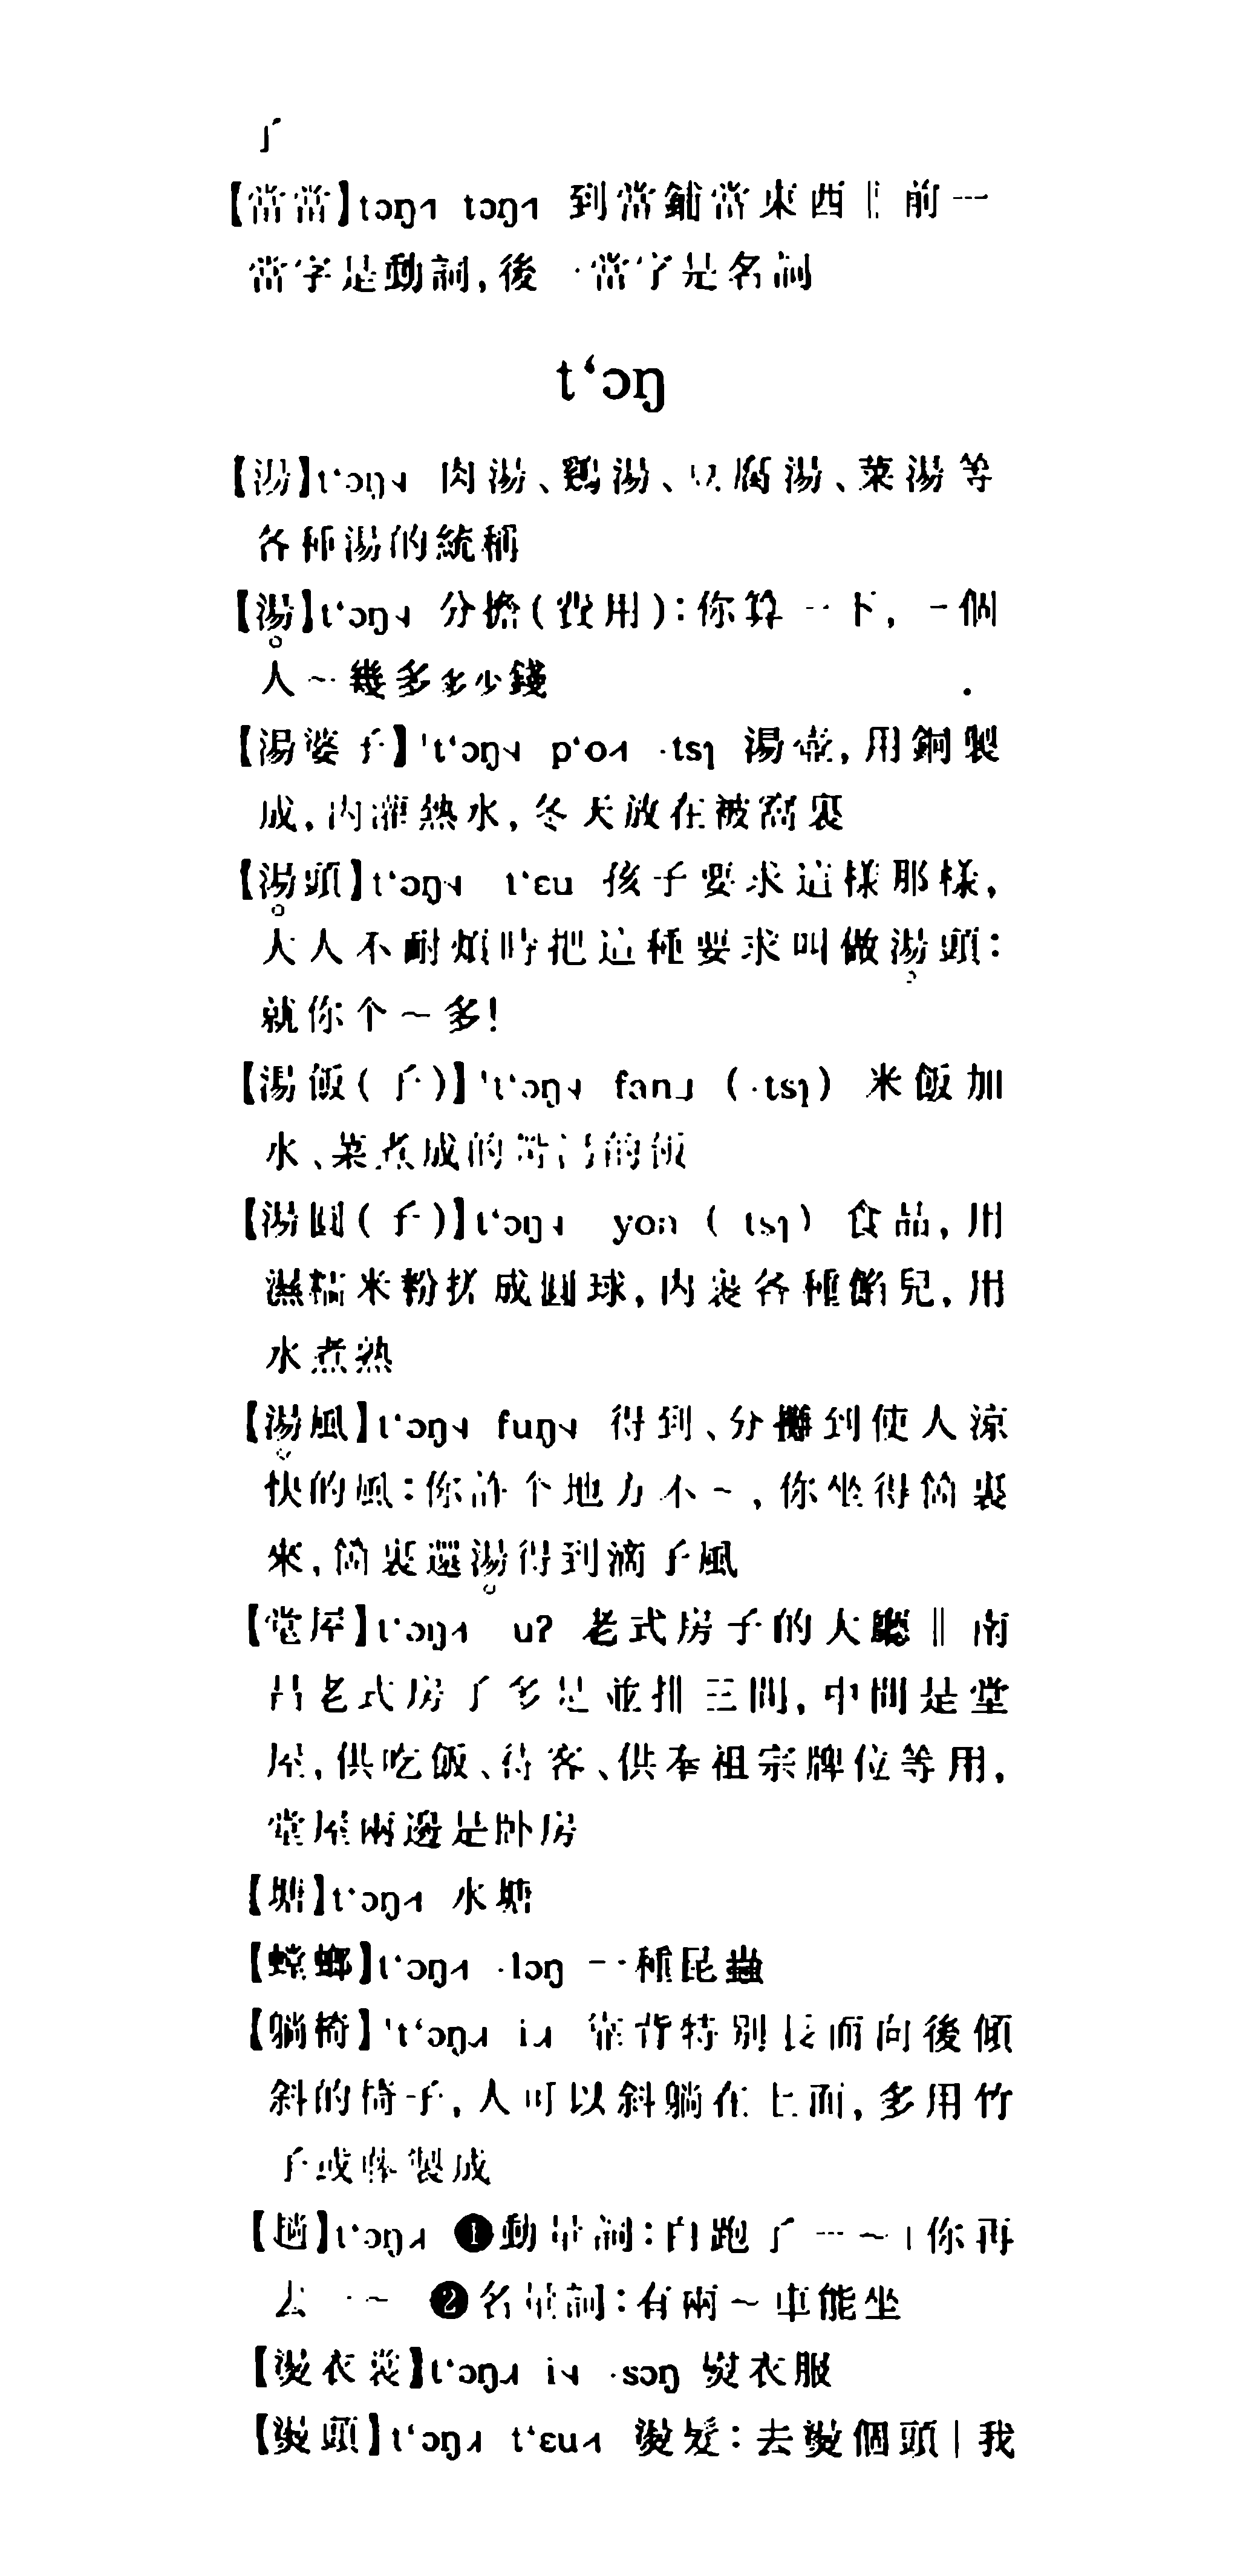 了
【當當】tɔŋ˧ tɔŋ˧ 到當鋪當東西‖前一
當字是動詞,後一當字是名詞
t‘ɔŋ
【湯】t‘ɔŋ 肉湯、鷄湯、豆腐湯、菜湯等
各種湯的統稱
【湯】t‘ɔŋ 分擔(費用):你算一下,一個
人~幾多多少錢
【湯婆子】't‘ɔŋ p‘o ·tsɿ 湯壺,用銅製
成,内灌熱水,冬天放在被窩裏
【湯頭】t‘ɔŋ t‘ɛu 孩子要求這樣那樣,
大人不耐煩時把這種要求叫做湯頭:
就你个~多!
【湯飯(子)】't‘ɔŋ fan˩ (·tsɿ) 米飯加
水、菜煮成的帶湯的飯
【湯圓(子)】t‘ɔŋ yon (tsɿ) 食品,用
濕糯米粉搓成圓球,内裹各種餡兒,用
水煮熟
【湯風】t‘ɔŋ fuŋ 得到、分攤到使人涼
快的風:你許个地方不~,你坐得箇裏
來,箇裏還湯得到滴子風
【堂屋】t‘ɔŋ uʔ 老式房子的大廳‖南
昌老式房子多是並排三間,中間是堂
屋,供吃飯、待客、供奉祖宗牌位等用,
堂屋兩邊是卧房
【塘】t‘ɔŋ 水塘
【螳螂】t‘ɔŋ ·lɔŋ 一種昆蟲
【躺椅】't‘ɔŋ i 靠背特別長而向後傾
斜的椅子,人可以斜躺在上面,多用竹
子或藤製成
【趟】t‘ɔŋ ❶動量詞:白跑了一~|你再
去一~ ❷名量詞:有兩~車能坐
【燙衣裳】t‘ɔŋ i ·sɔŋ 熨衣服
【燙頭】t‘ɔŋ t‘ɛu 燙髮:去燙個頭|我